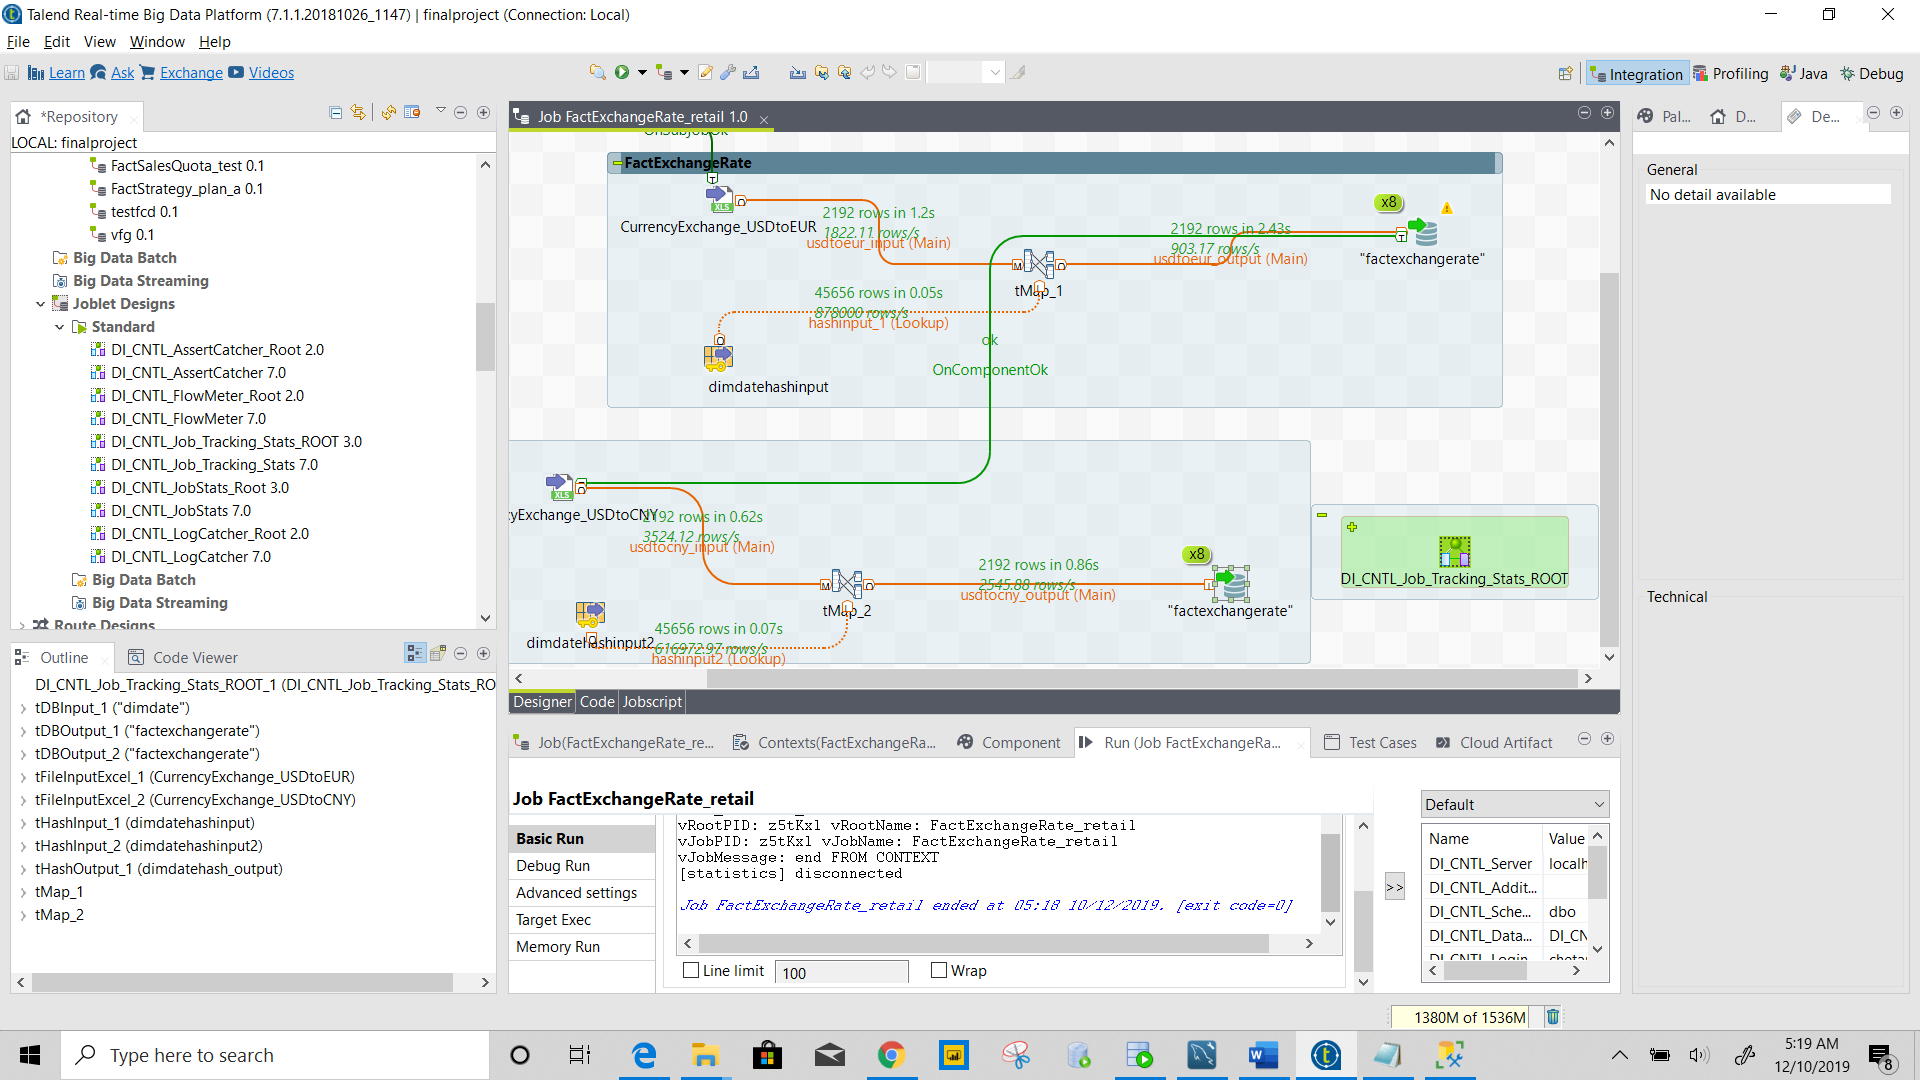 Talend Real-time Big Data Platform (7.1.1.20181026_1147) | finalproject (Connection: Local)
File Edit View Window Help
Learn Ask Exchange Videos
Integration Profiling Java Debug
*Repository
LOCAL: finalproject
FactSalesQuota_test 0.1
FactStrategy_plan_a 0.1
testfcd 0.1
vfg 0.1
Big Data Batch
Big Data Streaming
Joblet Designs
Standard
DI_CNTL_AssertCatcher_Root 2.0
DI_CNTL_AssertCatcher 7.0
DI_CNTL_FlowMeter_Root 2.0
DI_CNTL_FlowMeter 7.0
DI_CNTL_Job_Tracking_Stats_ROOT 3.0
DI_CNTL_Job_Tracking_Stats 7.0
DI_CNTL_JobStats_Root 3.0
DI_CNTL_JobStats 7.0
DI_CNTL_LogCatcher_Root 2.0
DI_CNTL_LogCatcher 7.0
Big Data Batch
Big Data Streaming
Route Designs
Outline Code Viewer
DI_CNTL_Job_Tracking_Stats_ROOT_1 (DI_CNTL_Job_Tracking_Stats_RO
tDBInput_1 ("dimdate")
tDBOutput_1 ("factexchangerate")
tDBOutput_2 ("factexchangerate")
tFileInputExcel_1 (CurrencyExchange_USDtoEUR)
tFileInputExcel_2 (CurrencyExchange_USDtoCNY)
tHashInput_1 (dimdatehashinput)
tHashInput_2 (dimdatehashinput2)
tHashOutput_1 (dimdatehash_output)
tMap_1
tMap_2
Job FactExchangeRate_retail 1.0
OnSubjobOk
FactExchangeRate
XLS
CurrencyExchange_USDtoEUR
2192 rows in 1.2s
1822.11 rows/s
usdtoeur_input (Main)
tMap_1
2192 rows in 2.43s
903.17 rows/s
usdtoeur_output (Main)
x8
"factexchangerate"
45656 rows in 0.05s
878000 rows/s
hashinput_1 (Lookup)
dimdatehashinput
ok
OnComponentOk
XLS
cyExchange_USDtoCNY
2192 rows in 0.62s
3524.12 rows/s
usdtocny_input (Main)
tMap_2
2192 rows in 0.86s
2545.88 rows/s
usdtocny_output (Main)
x8
"factexchangerate"
dimdatehashinput2
45656 rows in 0.07s
616972.97 rows/s
hashinput2 (Lookup)
DI_CNTL_Job_Tracking_Stats_ROOT
Designer Code Jobscript
Job(FactExchangeRate_re... Contexts(FactExchangeRa... Component Run (Job FactExchangeRa... Test Cases Cloud Artifact
Job FactExchangeRate_retail
Basic Run
Debug Run
Advanced settings
Target Exec
Memory Run
vRootPID: z5tKxl vRootName: FactExchangeRate_retail
vJobPID: z5tKxl vJobName: FactExchangeRate_retail
vJobMessage: end FROM CONTEXT
[statistics] disconnected
Job FactExchangeRate_retail ended at 05:18 10/12/2019. [exit code=0]
Line limit 100 Wrap
>>
Default
Name Value
DI_CNTL_Server localh
DI_CNTL_Addit...
DI_CNTL_Sche... dbo
DI_CNTL_Data... DI_CN
Pal... D... De...
General
No detail available
Technical
1380M of 1536M
Type here to search
5:19 AM
12/10/2019
8